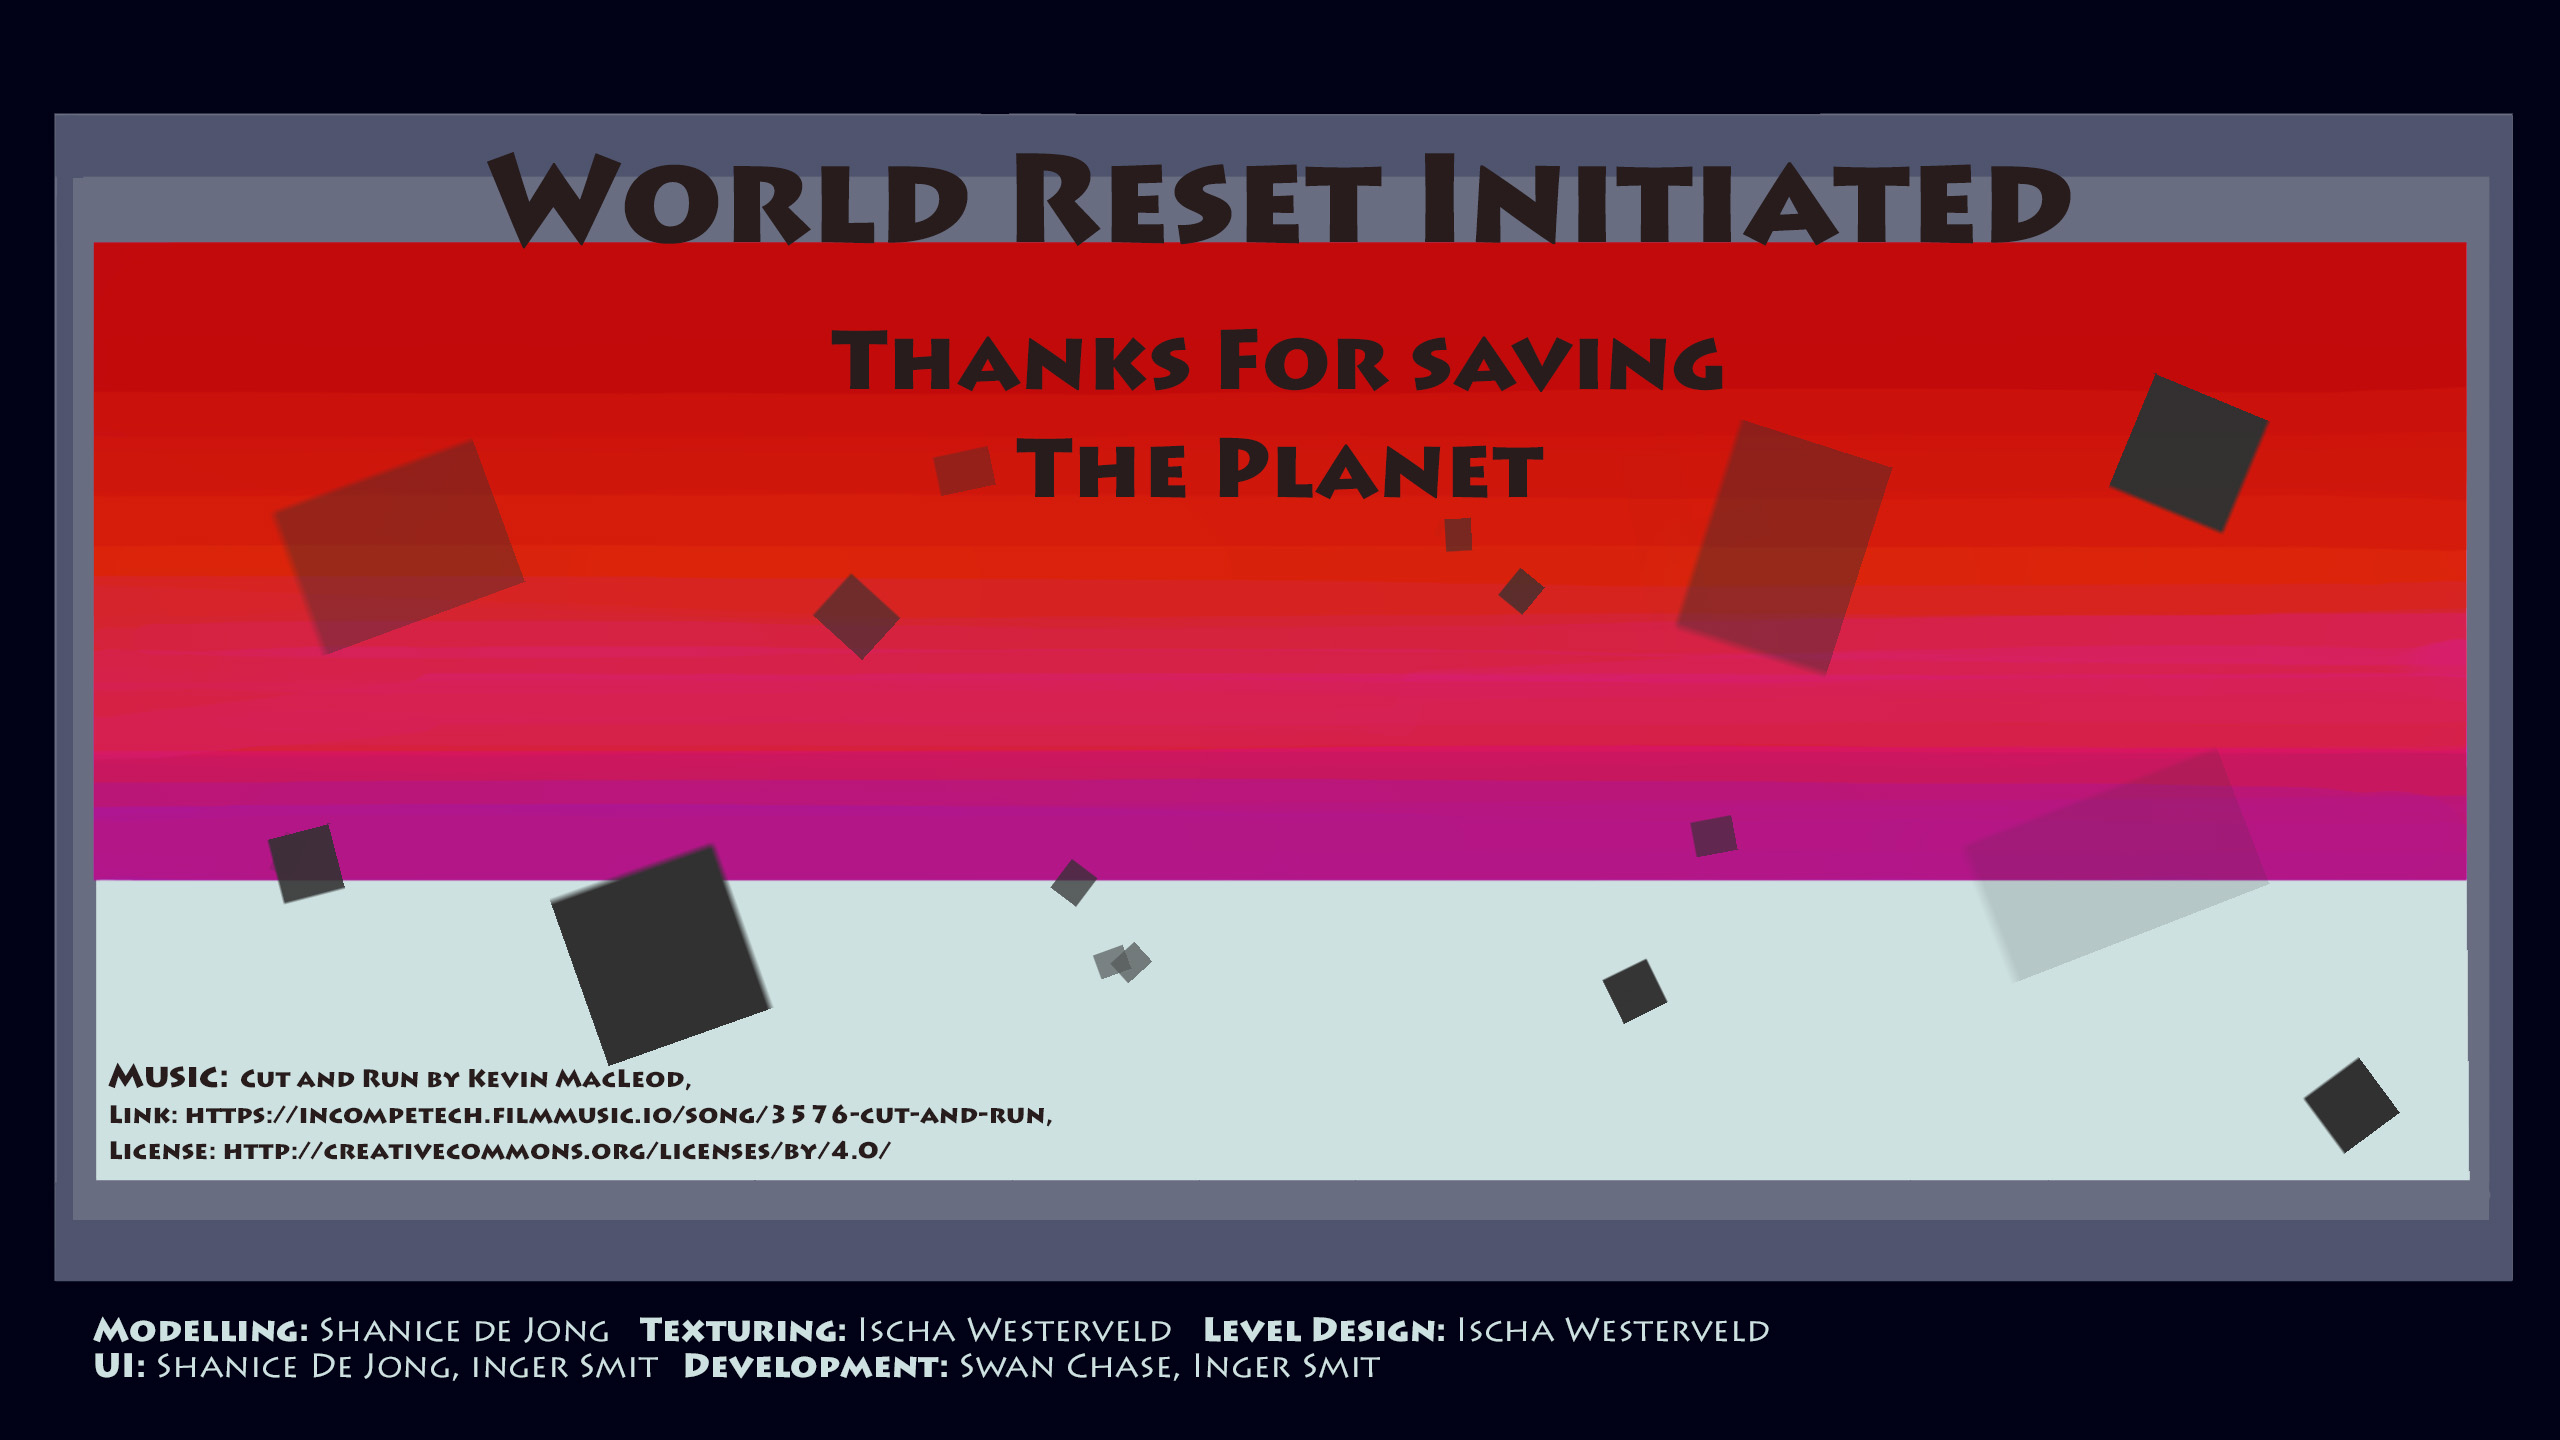 World Reset Initiated
Thanks For saving
The Planet
Music: Cut and Run by Kevin MacLeod,
Link: https://incompetech.filmmusic.io/song/3576-cut-and-run,
License: http://creativecommons.org/licenses/by/4.0/
Modelling: Shanice de Jong Texturing: Ischa Westerveld Level Design: Ischa Westerveld
UI: Shanice De Jong, inger Smit Development: Swan Chase, Inger Smit